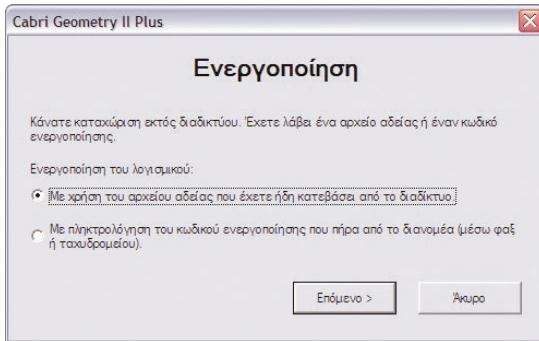 Cabri Geometry II Plus
Ενεργοποίηση
Κάνατε καταχώριση εκτός διαδικτύου. Έχετε λάβει ένα αρχείο αδείας ή έναν κωδικό
ενεργοποίησης.
Ενεργοποίηση του λογισμικού:
Με χρήση του αρχείου αδείας που έχετε ήδη κατεβάσει από το διαδίκτυο.
Με πληκτρολόγηση του κωδικού ενεργοποίησης που πήρα από το διανομέα (μέσω φαξ
ή ταχυδρομείου).
Επόμενο > Άκυρο